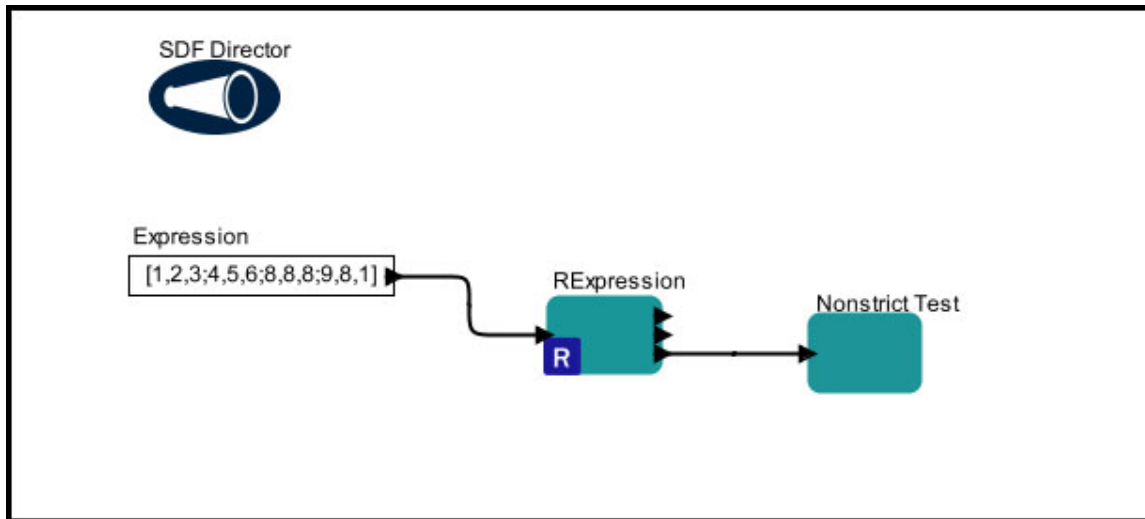 SDF Director
Expression
[1,2,3;4,5,6;8,8,8;9,8,1]
RExpression
R
Nonstrict Test